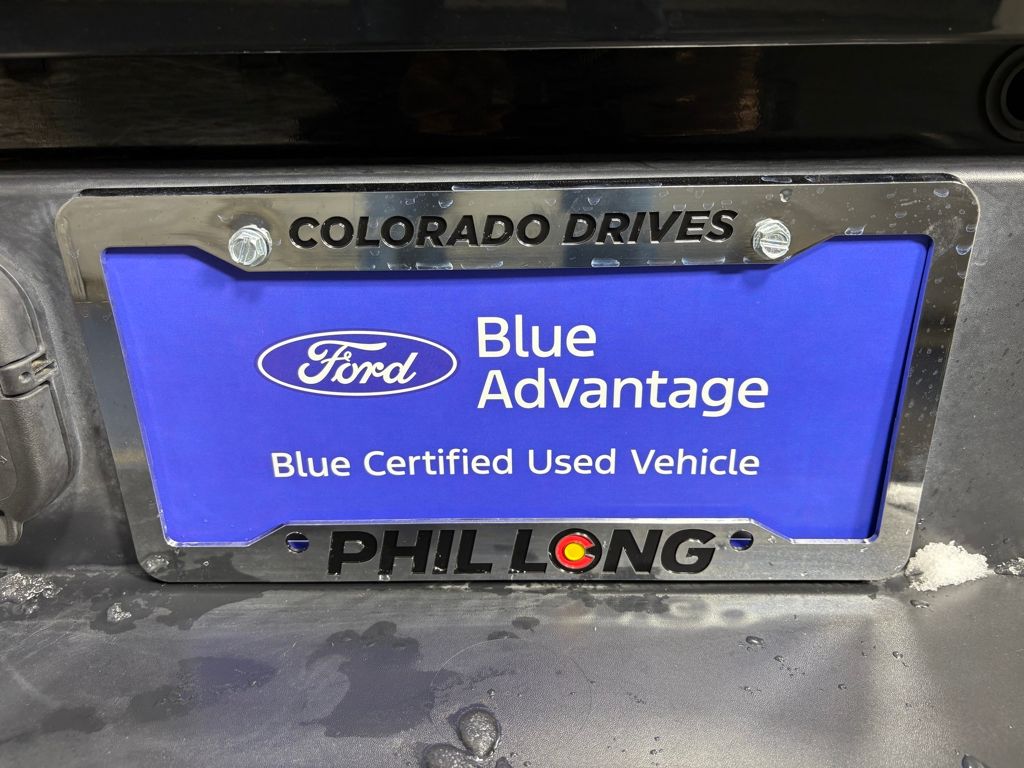 COLORADO DRIVES
Ford
Blue
Advantage
Blue Certified Used Vehicle
PHIL LONG